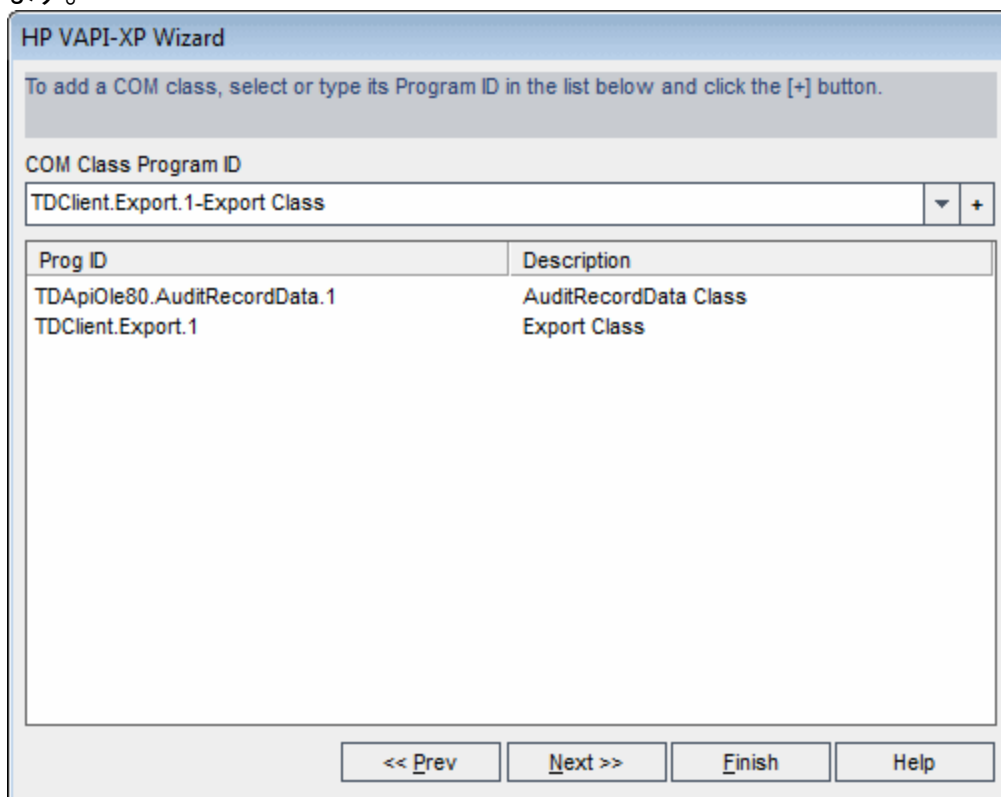 ます。
HP VAPI-XP Wizard
To add a COM class, select or type its Program ID in the list below and click the [+] button.
COM Class Program ID
TDClient.Export.1-Export Class
+
Prog ID Description
TDApiOle80.AuditRecordData.1 AuditRecordData Class
TDClient.Export.1 Export Class
<< Prev Next >> Finish Help